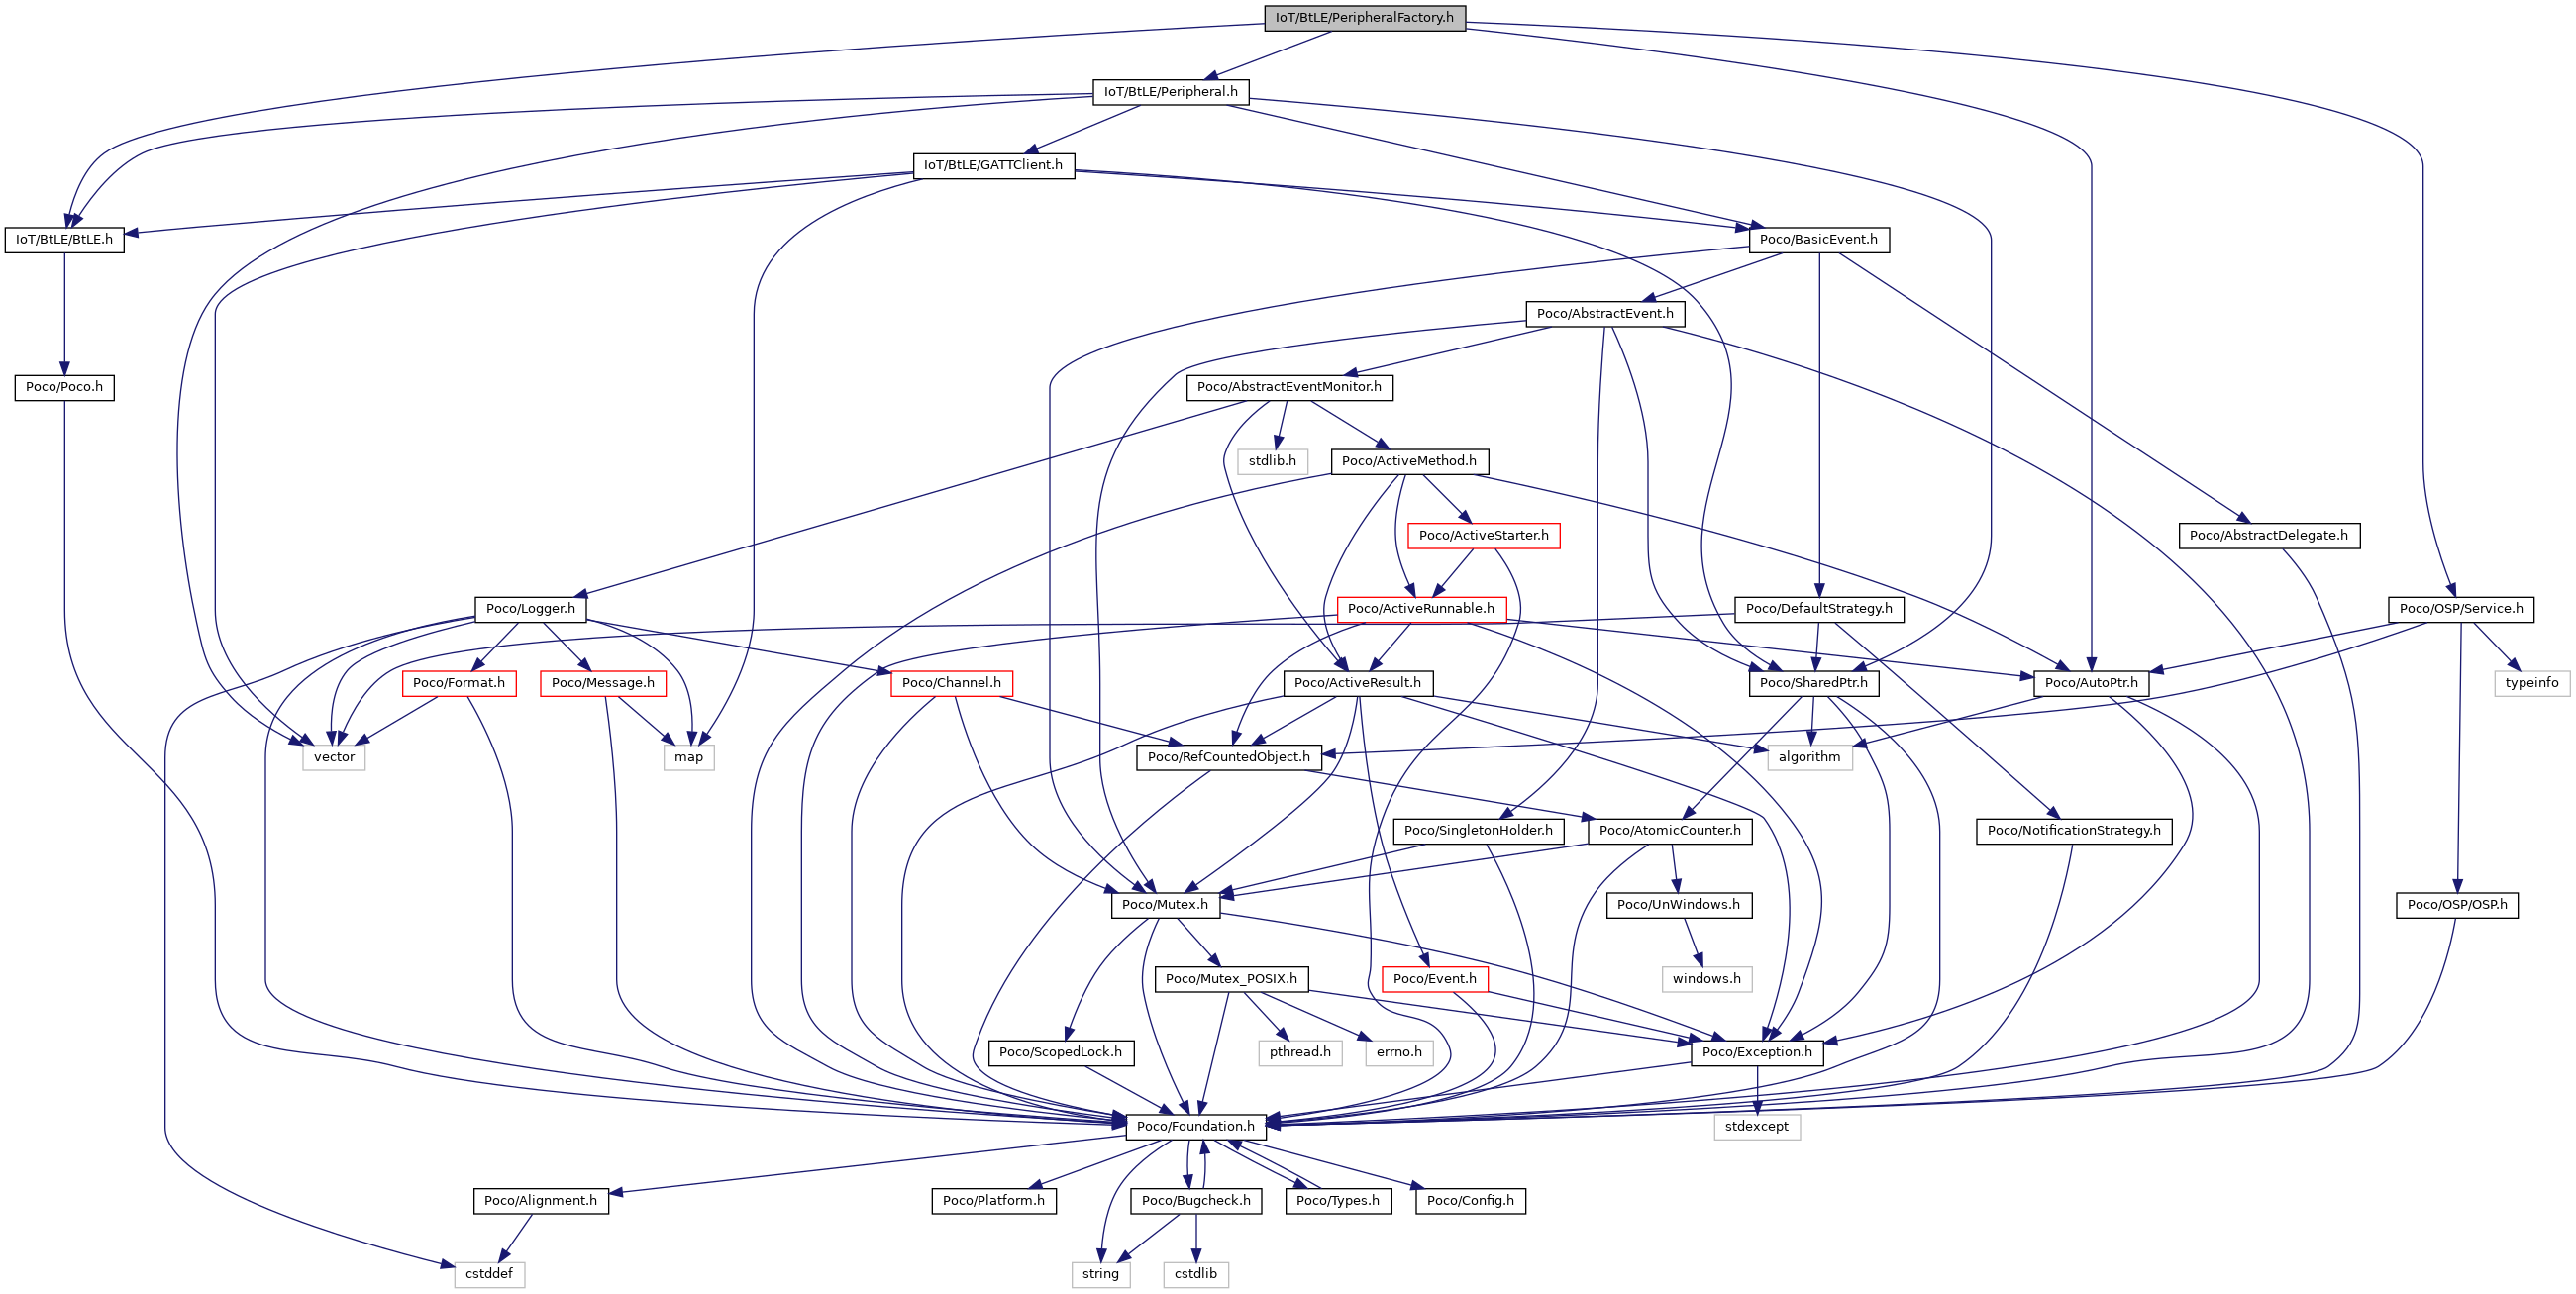 IoT/BtLE/PeripheralFactory.h
IoT/BtLE/Peripheral.h
IoT/BtLE/GATTClient.h
IoT/BtLE/BtLE.h
Poco/BasicEvent.h
Poco/AbstractEvent.h
Poco/Poco.h
Poco/AbstractEventMonitor.h
stdlib.h
Poco/ActiveMethod.h
Poco/ActiveStarter.h
Poco/AbstractDelegate.h
Poco/Logger.h
Poco/ActiveRunnable.h
Poco/DefaultStrategy.h
Poco/OSP/Service.h
Poco/Format.h
Poco/Message.h
Poco/Channel.h
Poco/ActiveResult.h
Poco/SharedPtr.h
Poco/AutoPtr.h
typeinfo
vector
map
Poco/RefCountedObject.h
algorithm
Poco/SingletonHolder.h
Poco/AtomicCounter.h
Poco/NotificationStrategy.h
Poco/Mutex.h
Poco/UnWindows.h
Poco/OSP/OSP.h
Poco/Mutex_POSIX.h
Poco/Event.h
windows.h
Poco/ScopedLock.h
pthread.h
errno.h
Poco/Exception.h
Poco/Foundation.h
stdexcept
Poco/Alignment.h
Poco/Platform.h
Poco/Bugcheck.h
Poco/Types.h
Poco/Config.h
cstddef
string
cstdlib